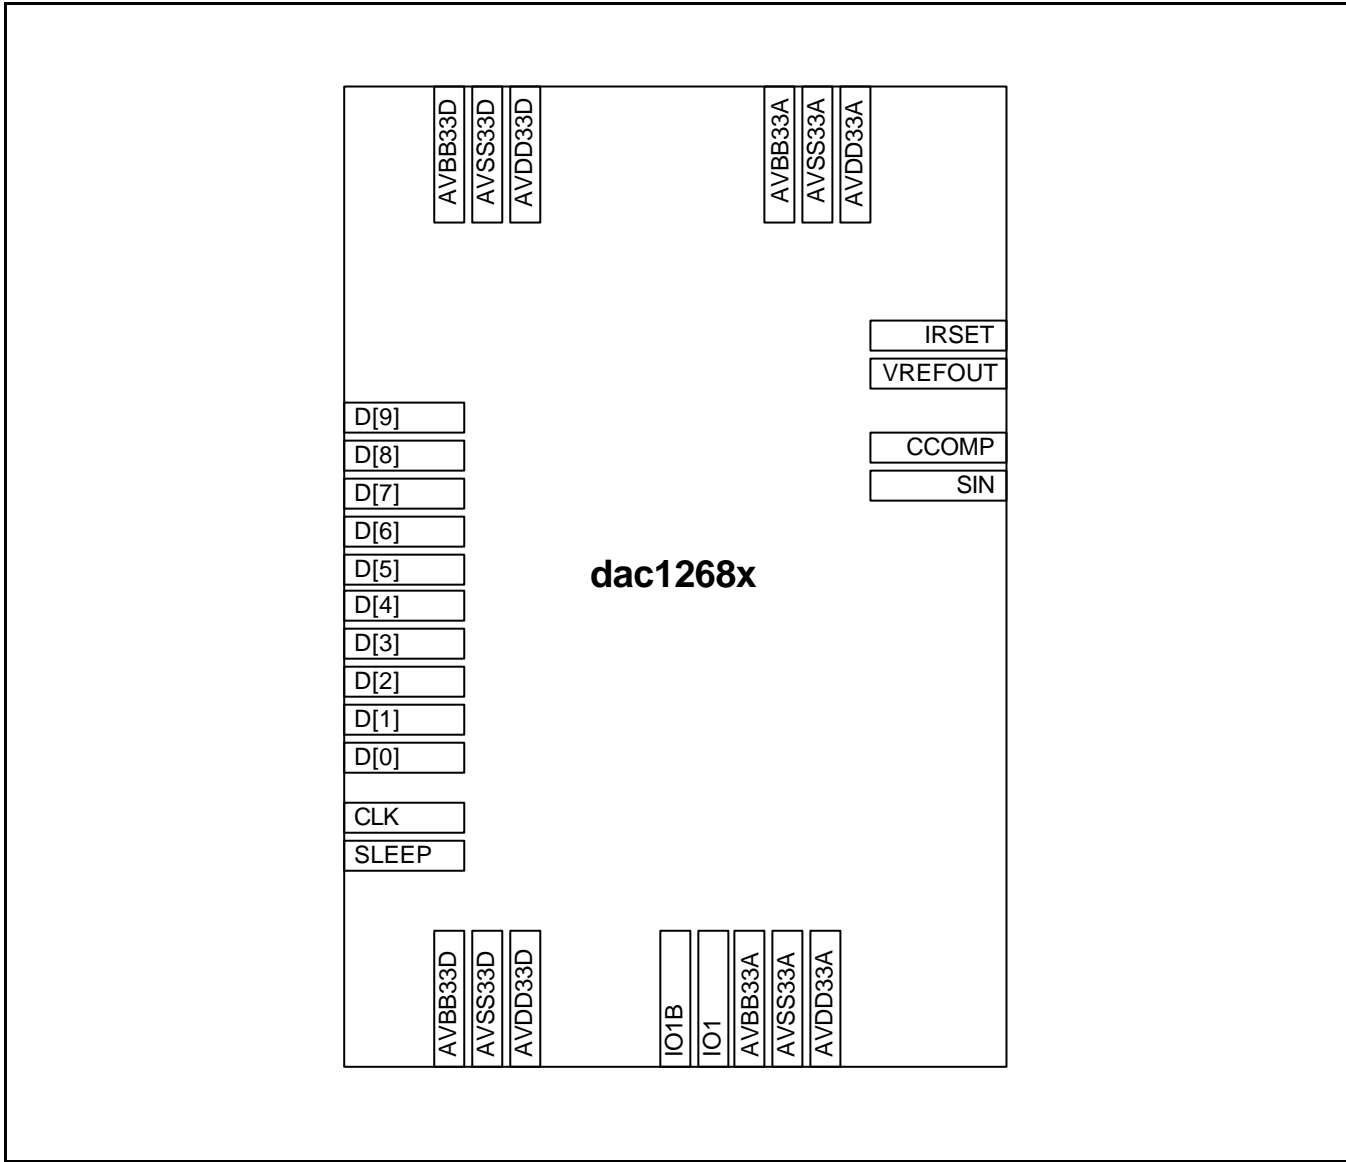 AVBB33D
AVSS33D
AVDD33D
AVBB33A
AVSS33A
AVDD33A
IRSET
VREFOUT
D[9]
CCOMP
D[8]
SIN
D[7]
D[6]
D[5]
dac1268x
D[4]
D[3]
D[2]
D[1]
D[0]
CLK
SLEEP
AVBB33D
AVSS33D
AVDD33D
IO1B
IO1
AVBB33A
AVSS33A
AVDD33A